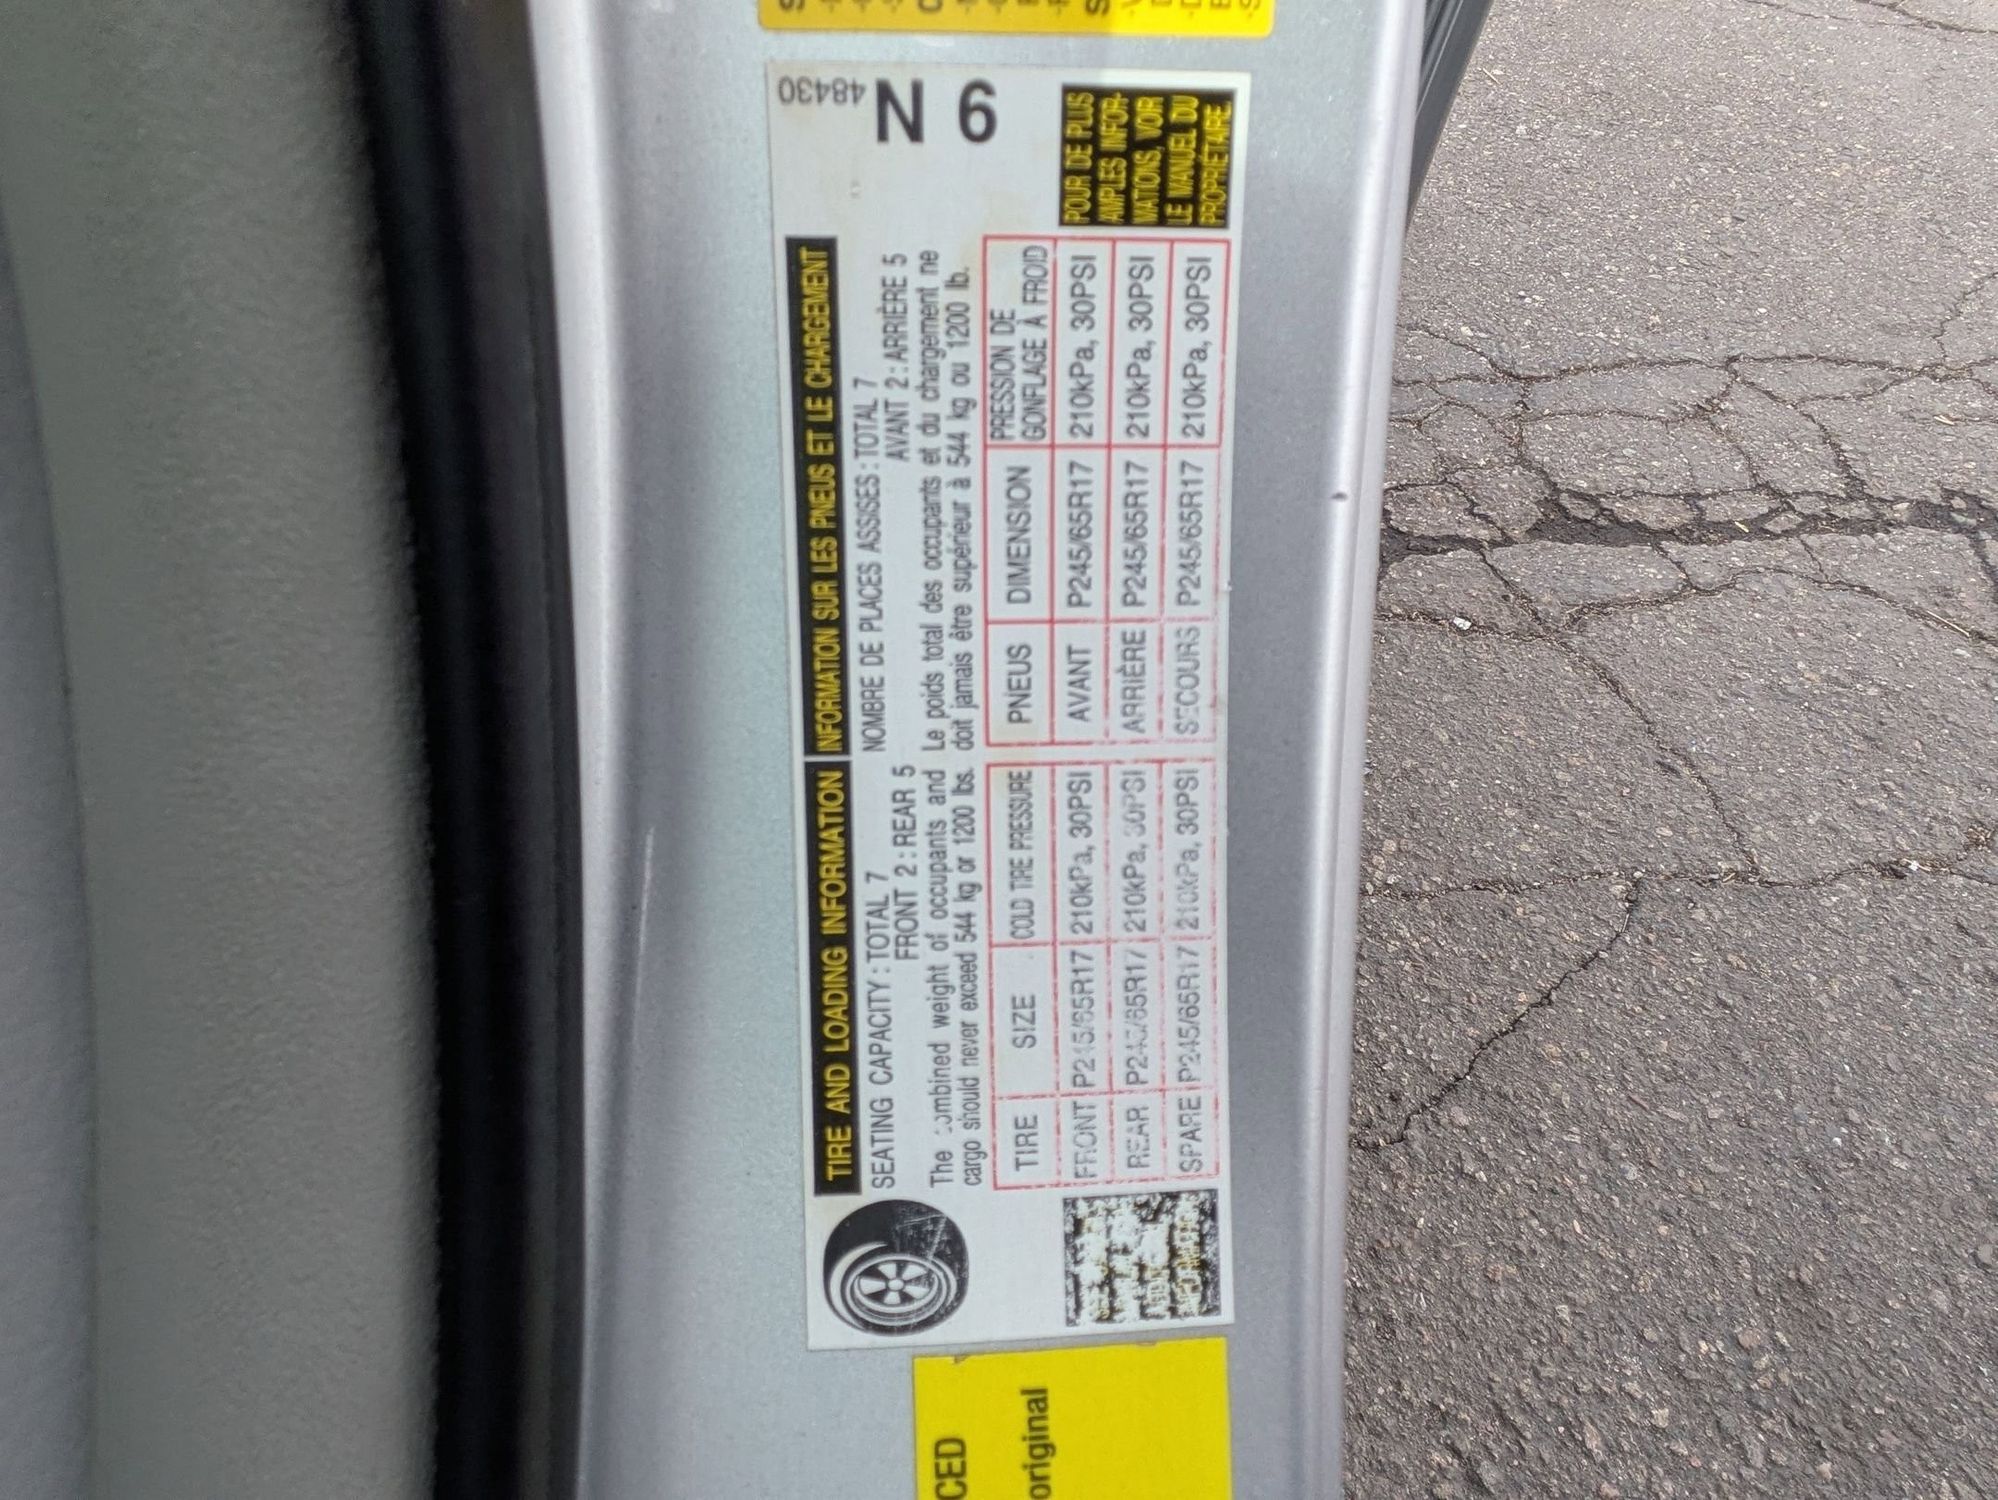 TIRE AND LOADING INFORMATION
SEATING CAPACITY : TOTAL 7
FRONT 2 : REAR 5
The combined weight of occupants and
cargo should never exceed 544 kg or 1200 lbs.
TIRE SIZE COLD TIRE PRESSURE
FRONT P245/65R17 210kPa, 30PSI
REAR P245/65R17 210kPa, 30PSI
SPARE P245/65R17 210kPa, 30PSI
INFORMATION SUR LES PNEUS ET LE CHARGEMENT
NOMBRE DE PLACES ASSISES : TOTAL 7
AVANT 2 : ARRIÈRE 5
Le poids total des occupants et du chargement ne
doit jamais être supérieur à 544 kg ou 1200 lb.
PNEUS DIMENSION PRESSION DE
GONFLAGE À FROID
AVANT P245/65R17 210kPa, 30PSI
ARRIÈRE P245/65R17 210kPa, 30PSI
SECOURS P245/65R17 210kPa, 30PSI
48430
N 9
POUR DE PLUS
AMPLES INFOR-
MATIONS, VOIR
LE MANUEL DU
PROPRIÉTAIRE
original